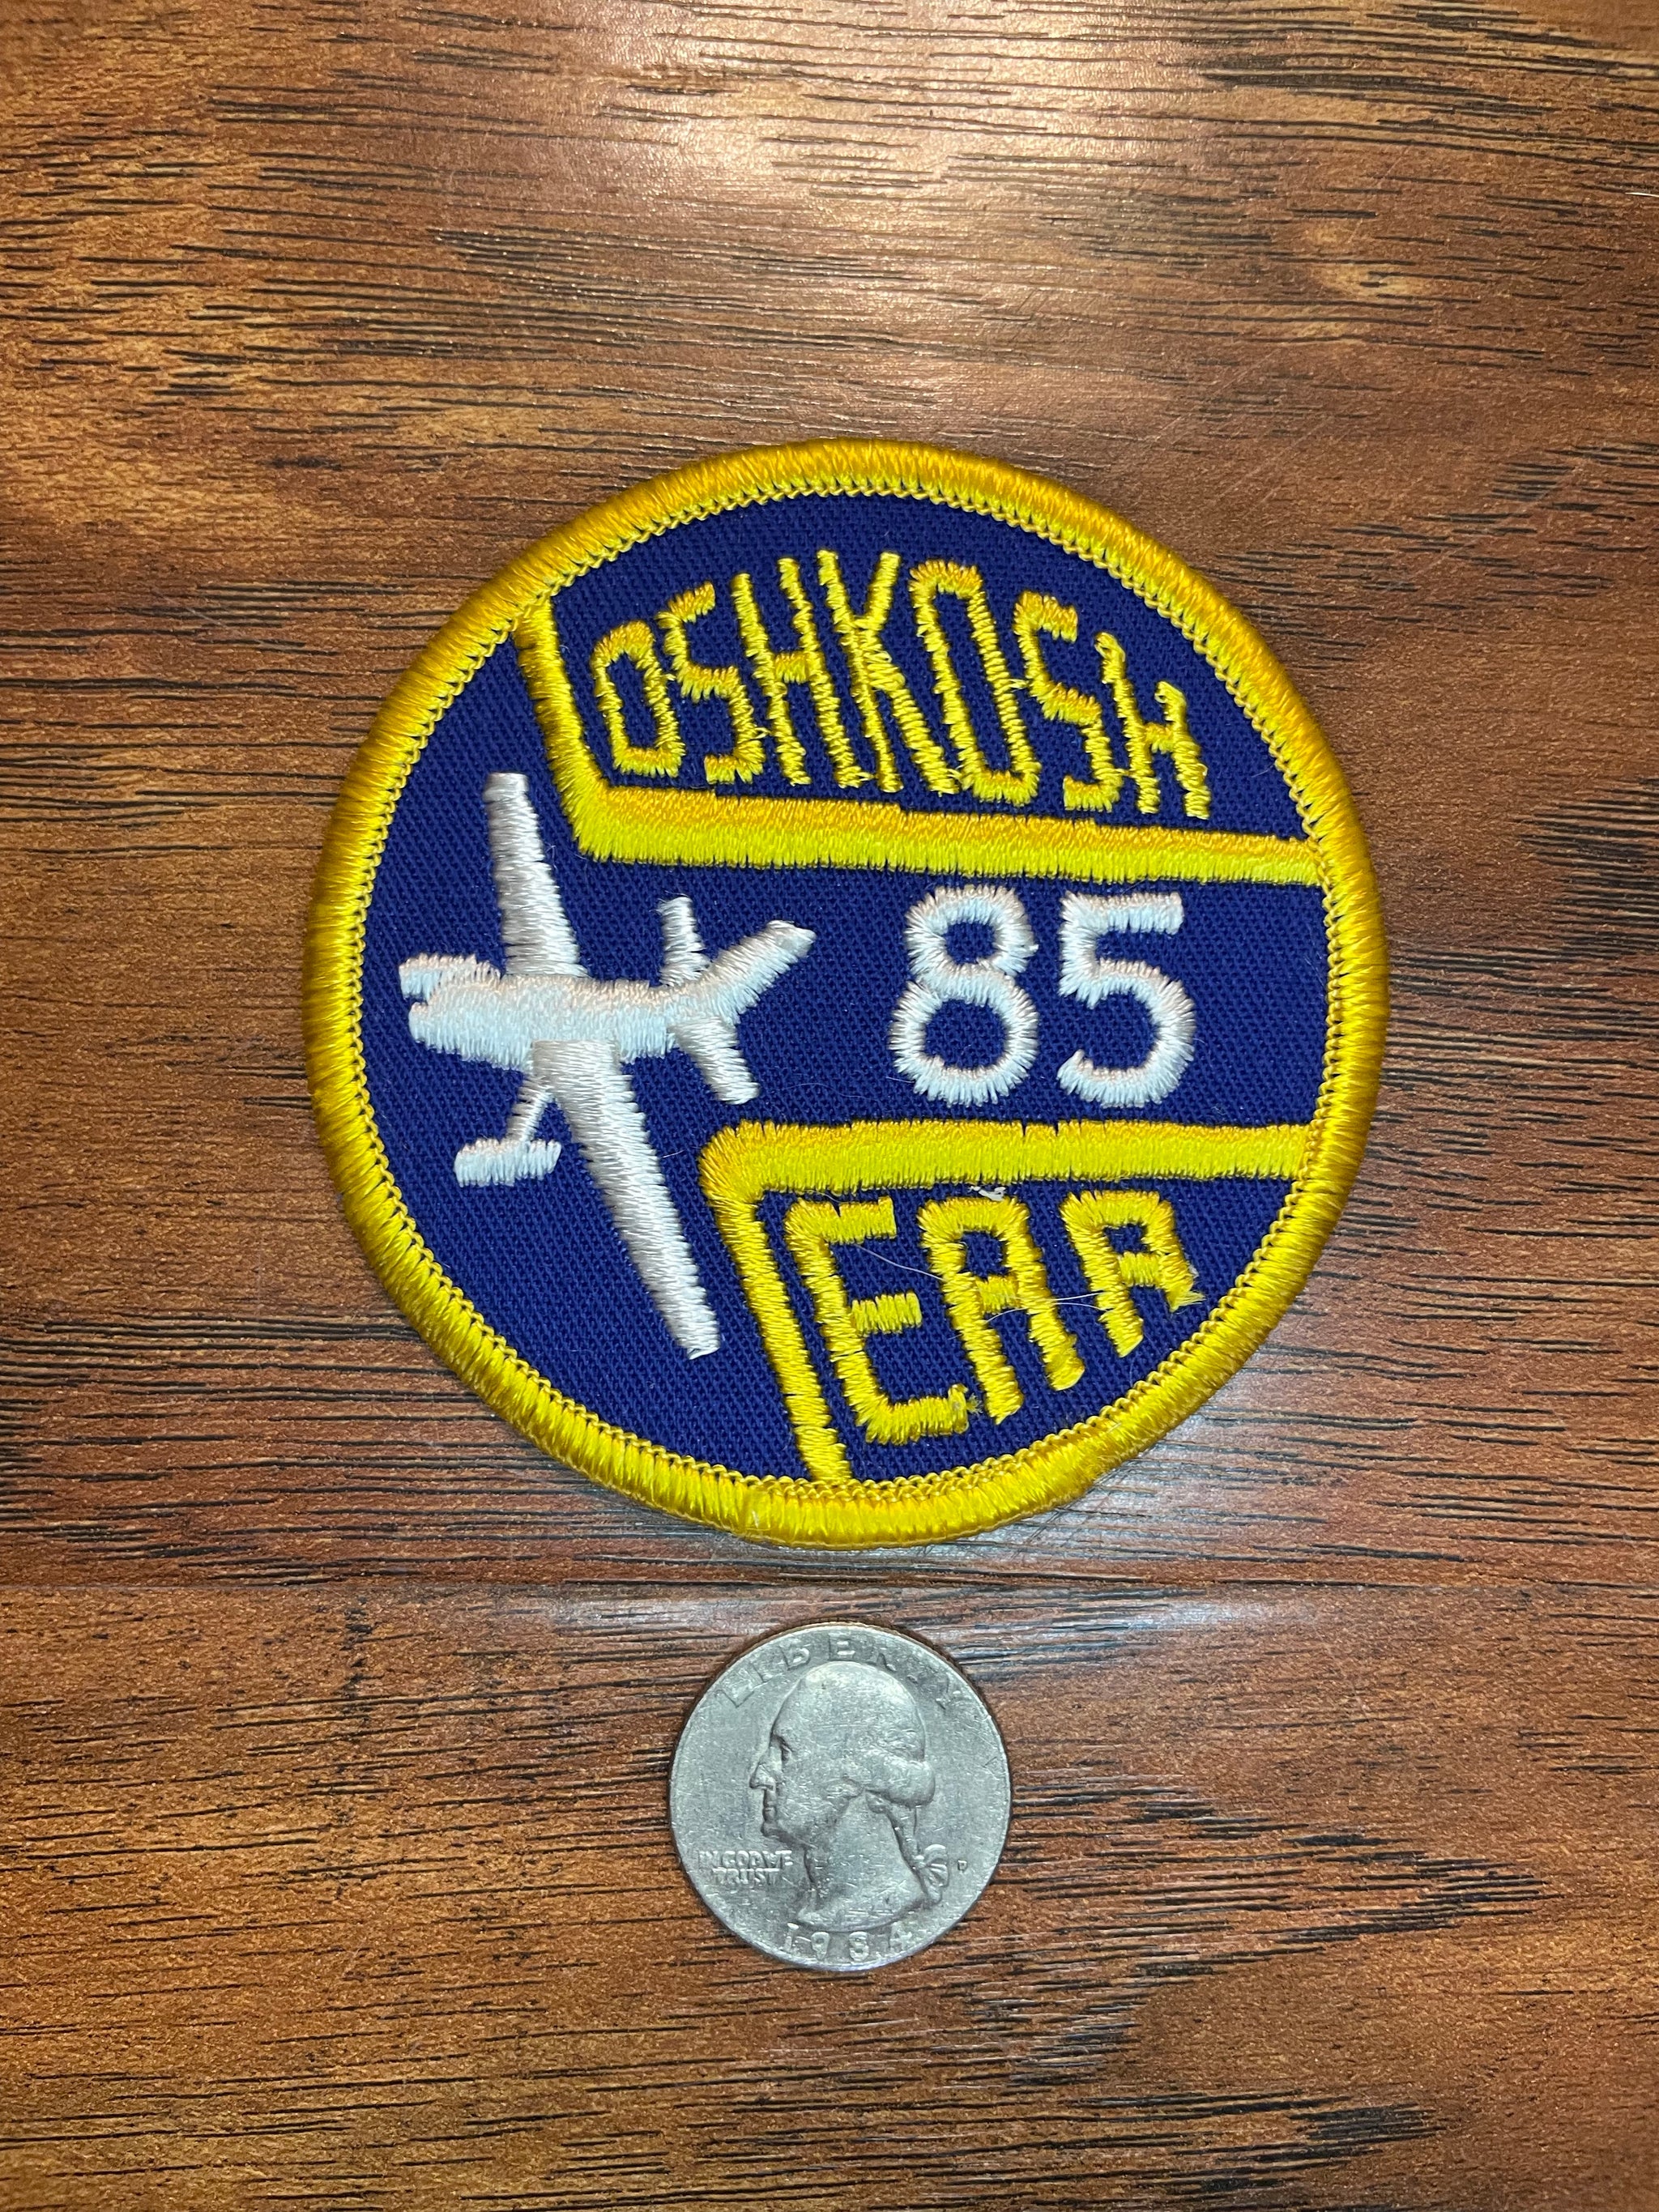 OSHKOSH
85
EAA
LIBERTY
IN GOD WE
TRUST
D
1984